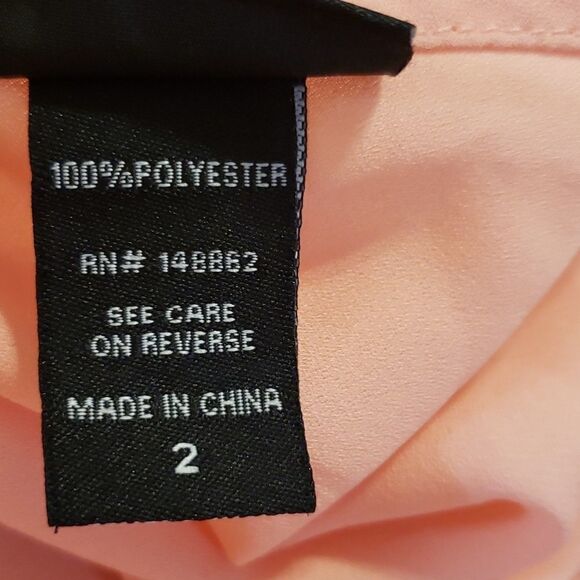 100%POLYESTER
RN# 148862
SEE CARE
ON REVERSE
MADE IN CHINA
2